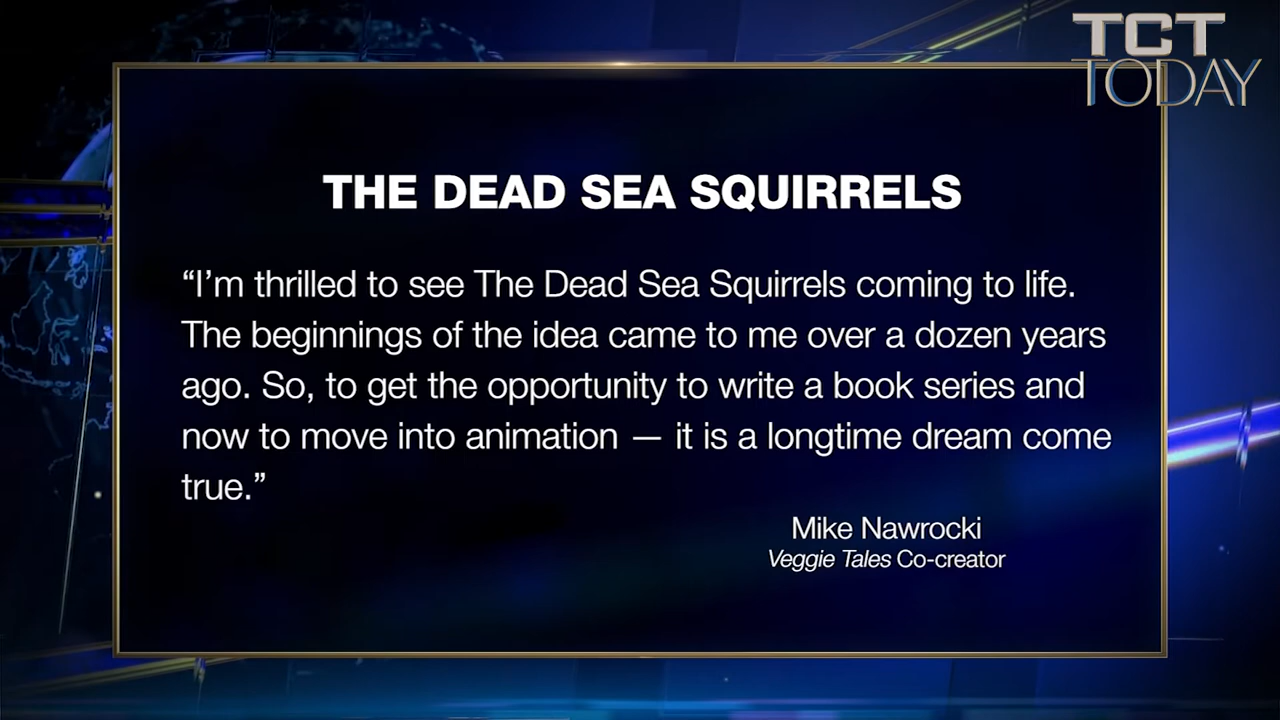 TCT
TODAY
THE DEAD SEA SQUIRRELS
“I’m thrilled to see The Dead Sea Squirrels coming to life.
The beginnings of the idea came to me over a dozen years
ago. So, to get the opportunity to write a book series and
now to move into animation — it is a longtime dream come
true.”
Mike Nawrocki
Veggie Tales Co-creator